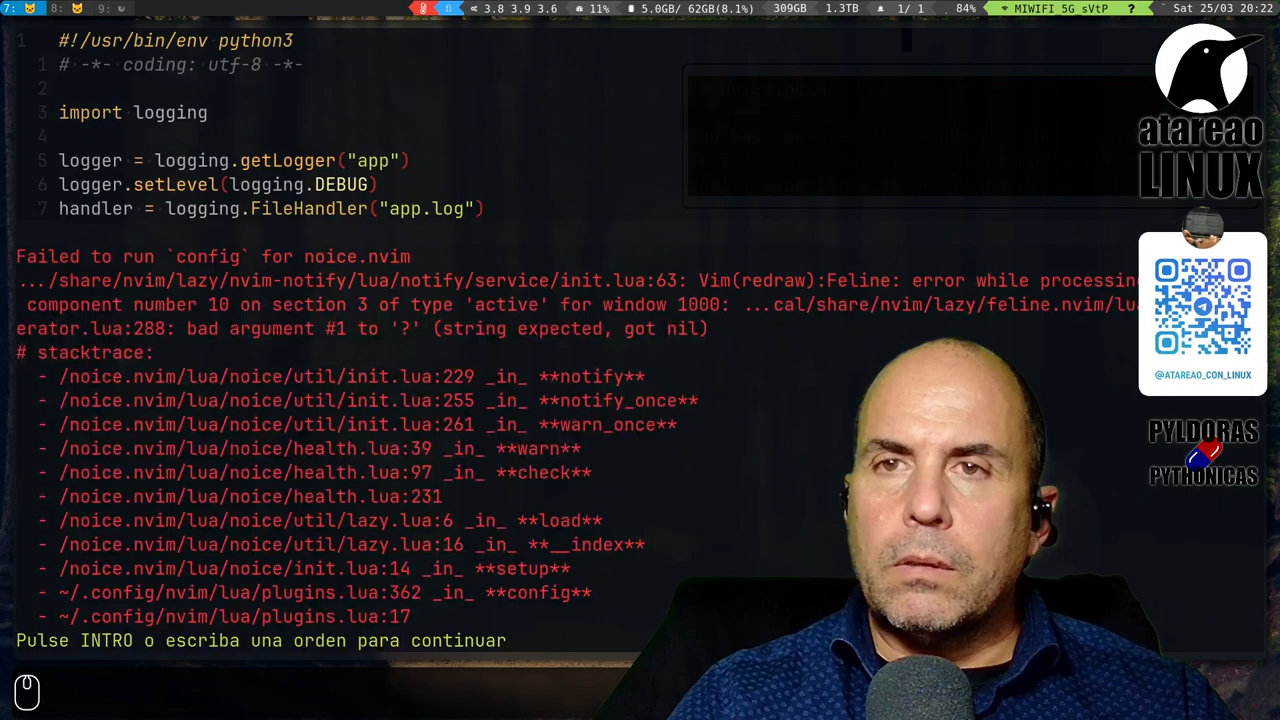 7: 8: 9: 3.8 3.9 3.6 11% 5.0GB/ 62GB(8.1%) 309GB 1.3TB 1/ 1 84% MIWIFI_5G_sVtP ? Sat 25/03 20:22
1 #!/usr/bin/env python3
1 # -*- coding: utf-8 -*-
2
3 import logging
4
5 logger = logging.getLogger("app")
6 logger.setLevel(logging.DEBUG)
7 handler = logging.FileHandler("app.log")
Failed to run `config` for noice.nvim
.../share/nvim/lazy/nvim-notify/lua/notify/service/init.lua:63: Vim(redraw):Feline: error while processing
component number 10 on section 3 of type 'active' for window 1000: ...cal/share/nvim/lazy/feline.nvim/lu
erator.lua:288: bad argument #1 to '?' (string expected, got nil)
# stacktrace:
- /noice.nvim/lua/noice/util/init.lua:229 _in_ **notify**
- /noice.nvim/lua/noice/util/init.lua:255 _in_ **notify_once**
- /noice.nvim/lua/noice/util/init.lua:261 _in_ **warn_once**
- /noice.nvim/lua/noice/health.lua:39 _in_ **warn**
- /noice.nvim/lua/noice/health.lua:97 _in_ **check**
- /noice.nvim/lua/noice/health.lua:231
- /noice.nvim/lua/noice/util/lazy.lua:6 _in_ **load**
- /noice.nvim/lua/noice/util/lazy.lua:16 _in_ **__index**
- /noice.nvim/lua/noice/init.lua:14 _in_ **setup**
- ~/.config/nvim/lua/plugins.lua:362 _in_ **config**
- ~/.config/nvim/lua/plugins.lua:17
Pulse INTRO o escriba una orden para continuar
atareao
LINUX
@ATAREAO_CON_LINUX
PYLDORAS
PYTHONICAS